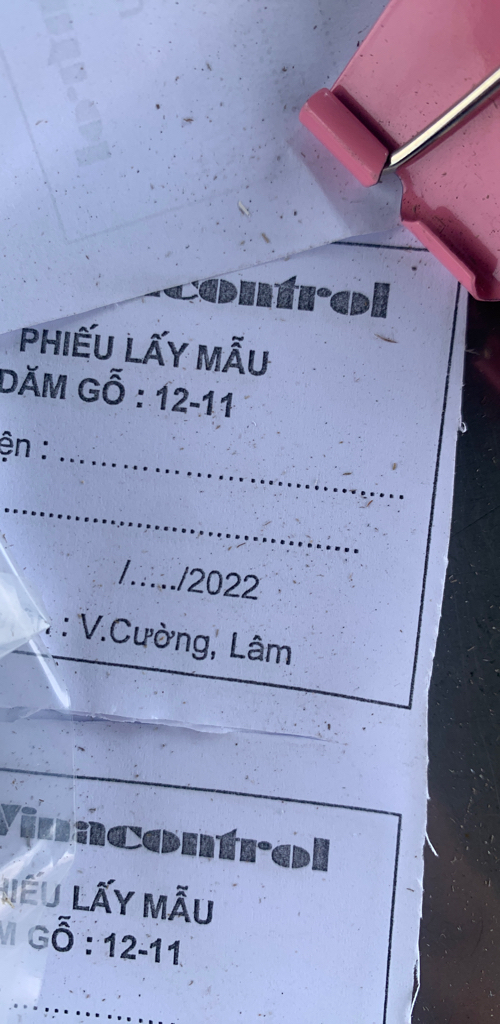 control
PHIẾU LẤY MẪU
DĂM GỖ : 12-11
ện : ........................................................
........................................................
/...../2022
: V.Cường, Lâm
Vinacontrol
HIẾU LẤY MẪU
M GỖ : 12-11